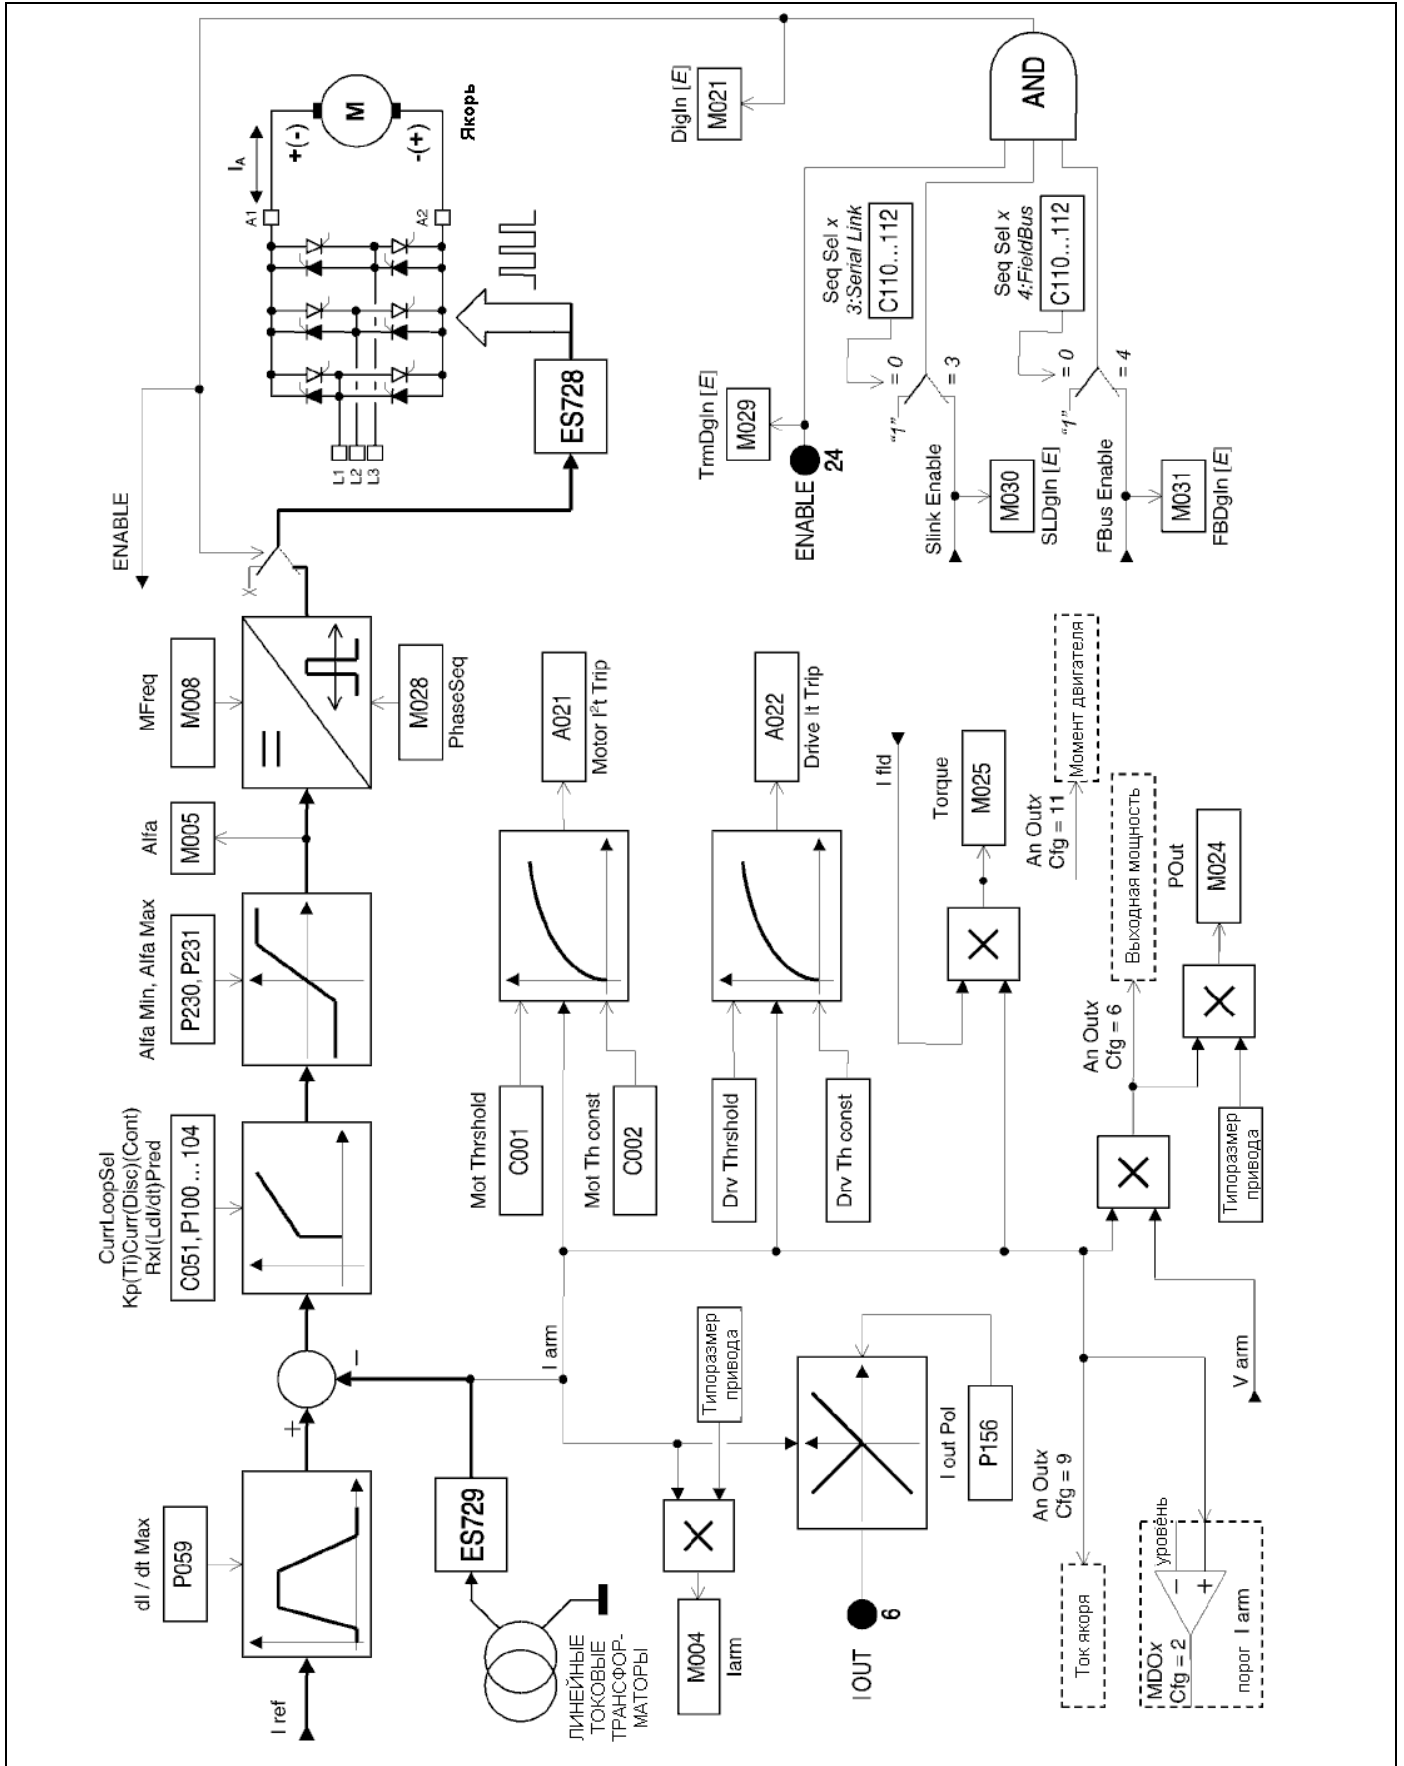 I ref
dI / dt Max
P059
+
−
CurrLoopSel
Kp(Ti)Curr(Disc)(Cont)
RxI(LdI/dt)Pred
C051, P100 ... 104
Alfa Min, Alfa Max
P230, P231
Alfa
M005
MFreq
M008
M028
PhaseSeq
ENABLE
X
ES728
L1
L2
L3
A1
A2
IA
+(-)
-(+)
M
Якорь
ES729
ЛИНЕЙНЫЕ
ТОКОВЫЕ
ТРАНСФОР-
МАТОРЫ
I arm
Mot Thrshold
C001
Mot Th const
C002
A021
Motor I²t Trip
Drv Thrshold
Drv Th const
A022
Drive It Trip
Типоразмер
привода
M004
Iarm
IOUT
6
I out Pol
P156
I fld
Torque
M025
An Outx
Cfg = 11
Момент двигателя
An Outx
Cfg = 6
Выходная мощность
POut
M024
Типоразмер
привода
V arm
An Outx
Cfg = 9
Ток якоря
MDOx
Cfg = 2
уровень
−
+
порог I arm
DigIn [E]
M021
AND
TrmDgIn [E]
M029
ENABLE
24
Seq Sel x
3:Serial Link
C110...112
"1"
= 0
= 3
Slink Enable
M030
SLDgIn [E]
Seq Sel x
4:FieldBus
C110...112
"1"
= 0
= 4
FBus Enable
M031
FBDgIn [E]